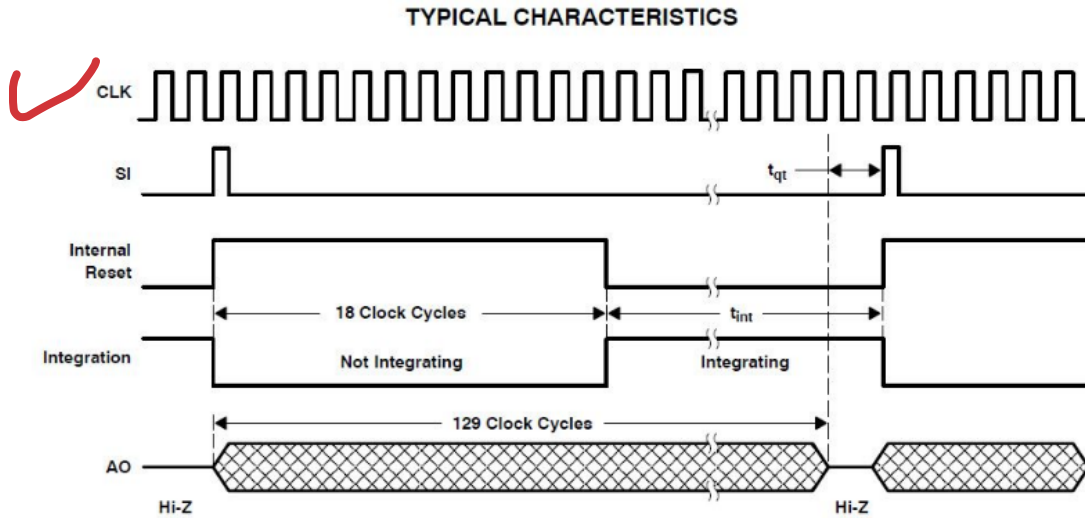 TYPICAL CHARACTERISTICS
CLK
SI
tqt
Internal
Reset
18 Clock Cycles
tint
Integration
Not Integrating
Integrating
129 Clock Cycles
AO
Hi-Z
Hi-Z